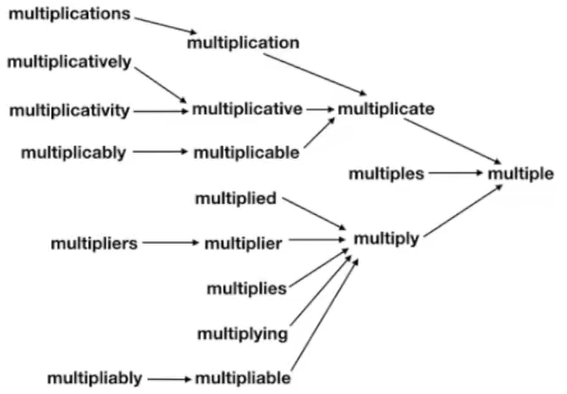 multiplications
multiplication
multiplicatively
multiplicativity
multiplicative
multiplicate
multiplicably
multiplicable
multiples
multiple
multiplied
multipliers
multiplier
multiply
multiplies
multiplying
multipliably
multipliable